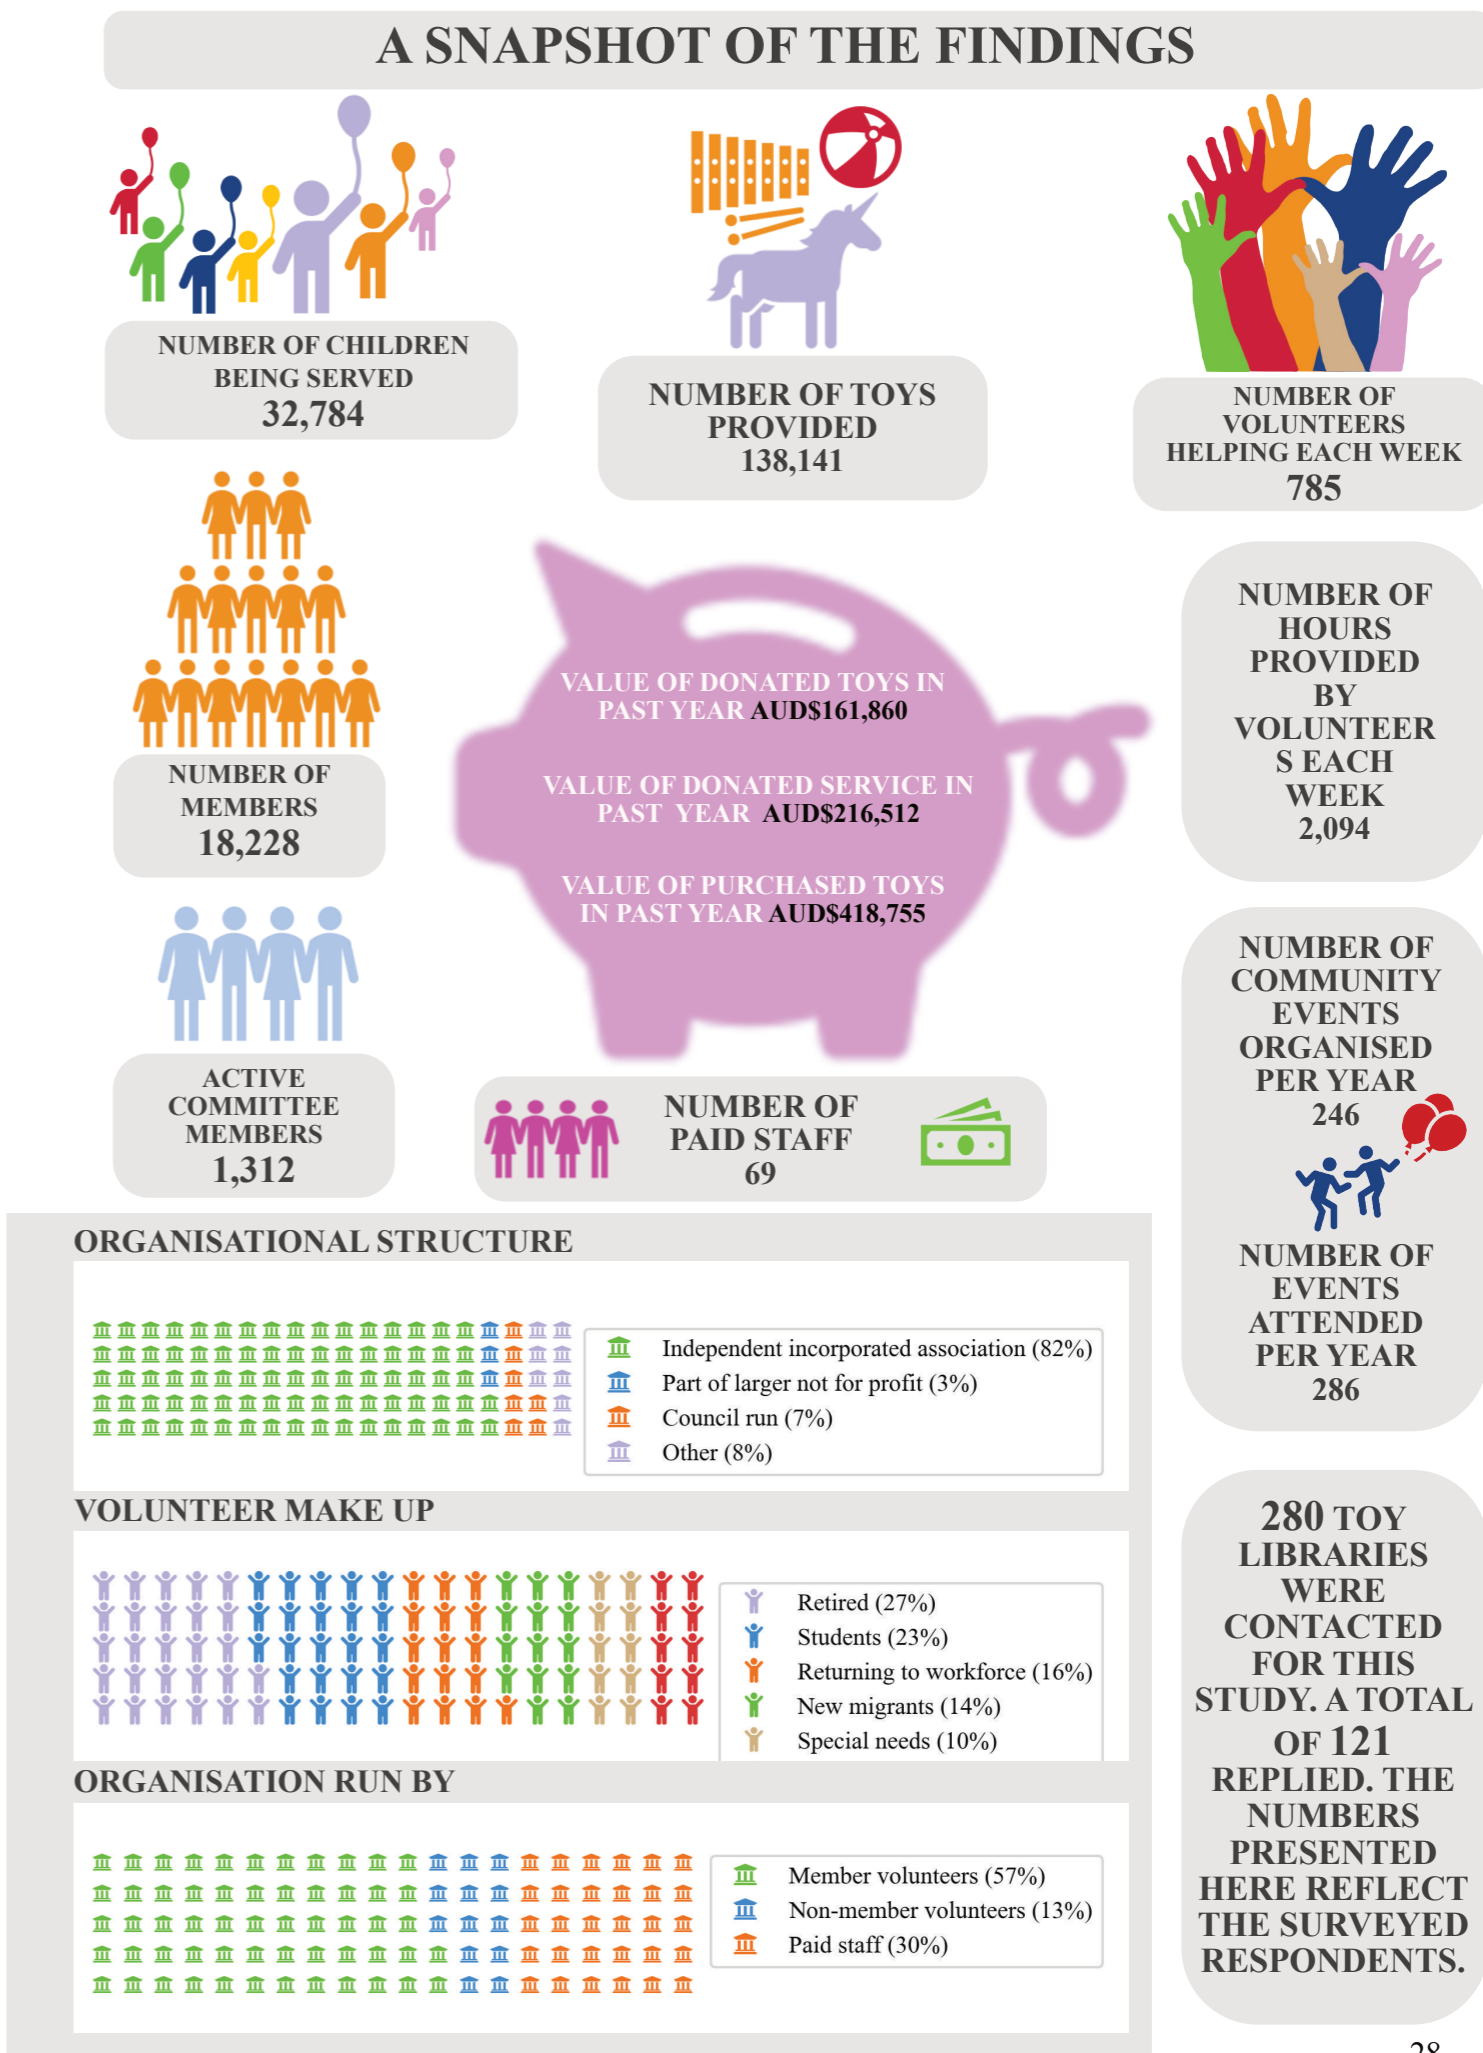 A SNAPSHOT OF THE FINDINGS
NUMBER OF CHILDREN
BEING SERVED
32,784
NUMBER OF TOYS
PROVIDED
138,141
NUMBER OF
VOLUNTEERS
HELPING EACH WEEK
785
NUMBER OF
MEMBERS
18,228
VALUE OF DONATED TOYS IN
PAST YEAR AUD$161,860
VALUE OF DONATED SERVICE IN
PAST YEAR AUD$216,512
VALUE OF PURCHASED TOYS
IN PAST YEAR AUD$418,755
NUMBER OF
HOURS
PROVIDED
BY
VOLUNTEER
S EACH
WEEK
2,094
ACTIVE
COMMITTEE
MEMBERS
1,312
NUMBER OF
PAID STAFF
69
NUMBER OF
COMMUNITY
EVENTS
ORGANISED
PER YEAR
246
NUMBER OF
EVENTS
ATTENDED
PER YEAR
286
ORGANISATIONAL STRUCTURE
Independent incorporated association (82%)
Part of larger not for profit (3%)
Council run (7%)
Other (8%)
VOLUNTEER MAKE UP
Retired (27%)
Students (23%)
Returning to workforce (16%)
New migrants (14%)
Special needs (10%)
ORGANISATION RUN BY
Member volunteers (57%)
Non-member volunteers (13%)
Paid staff (30%)
280 TOY
LIBRARIES
WERE
CONTACTED
FOR THIS
STUDY. A TOTAL
OF 121
REPLIED. THE
NUMBERS
PRESENTED
HERE REFLECT
THE SURVEYED
RESPONDENTS.
28